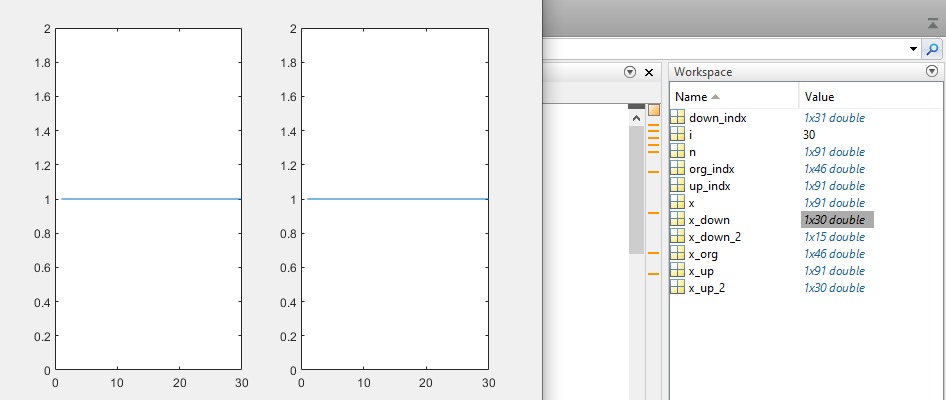 2
1.8
1.6
1.4
1.2
1
0.8
0.6
0.4
0.2
0
0 10 20 30
2
1.8
1.6
1.4
1.2
1
0.8
0.6
0.4
0.2
0
0 10 20 30
Workspace
Name Value
down_indx 1x31 double
i 30
n 1x91 double
org_indx 1x46 double
up_indx 1x91 double
x 1x91 double
x_down 1x30 double
x_down_2 1x15 double
x_org 1x46 double
x_up 1x91 double
x_up_2 1x30 double